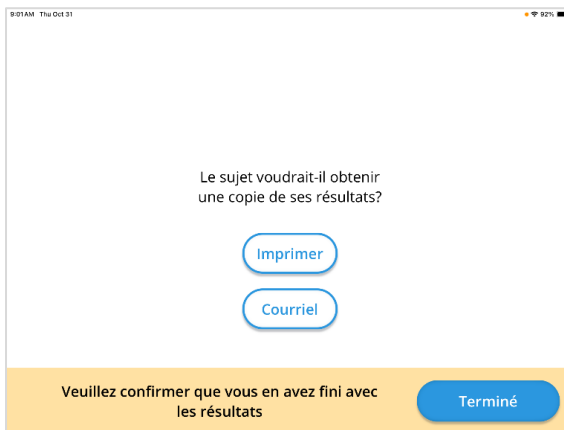 9:01AM Thu Oct 31
92%
Le sujet voudrait-il obtenir
une copie de ses résultats?
Imprimer
Courriel
Veuillez confirmer que vous en avez fini avec
les résultats
Terminé